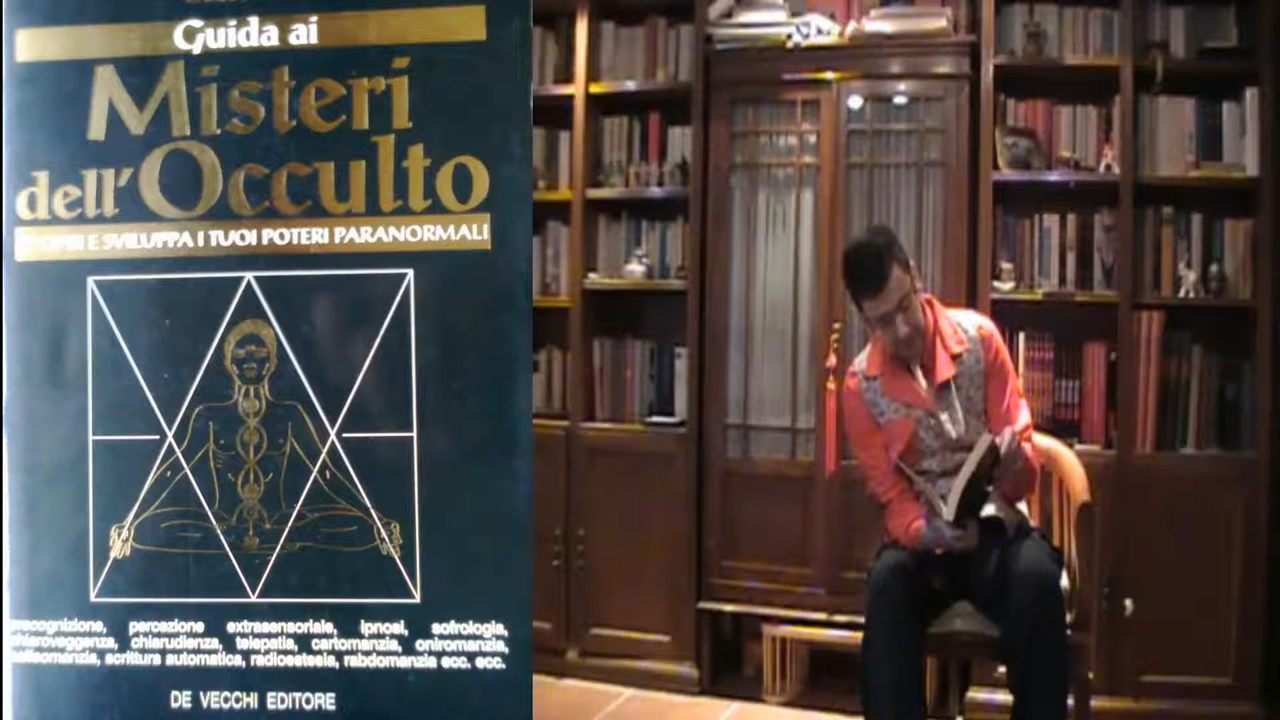 Guida ai
Misteri
dell'Occulto
E SVILUPPA I TUOI POTERI PARANORMALI
precognizione, percezione extrasensoriale, ipnosi, sofrologia,
chiaroveggenza, chiarudienza, telepatia, cartomanzia, oniromanzia,
scrittura automatica, radioestesia, rabdomanzia ecc. ecc.
DE VECCHI EDITORE